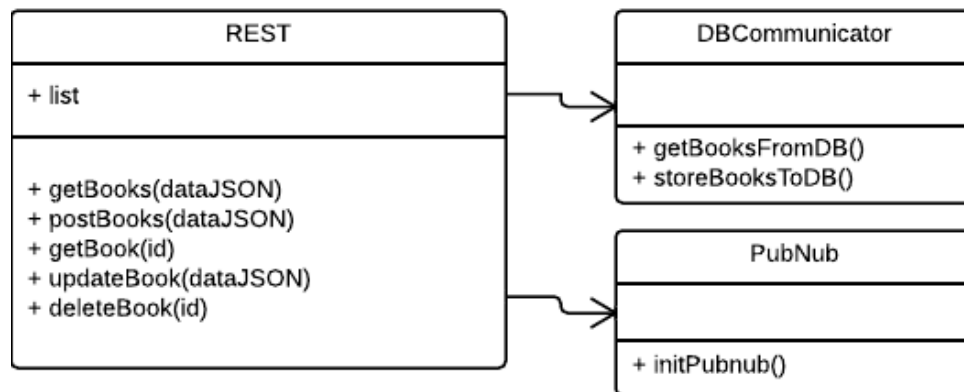 REST
+ list
+ getBooks(dataJSON)
+ postBooks(dataJSON)
+ getBook(id)
+ updateBook(dataJSON)
+ deleteBook(id)
DBCommunicator
+ getBooksFromDB()
+ storeBooksToDB()
PubNub
+ initPubnub()